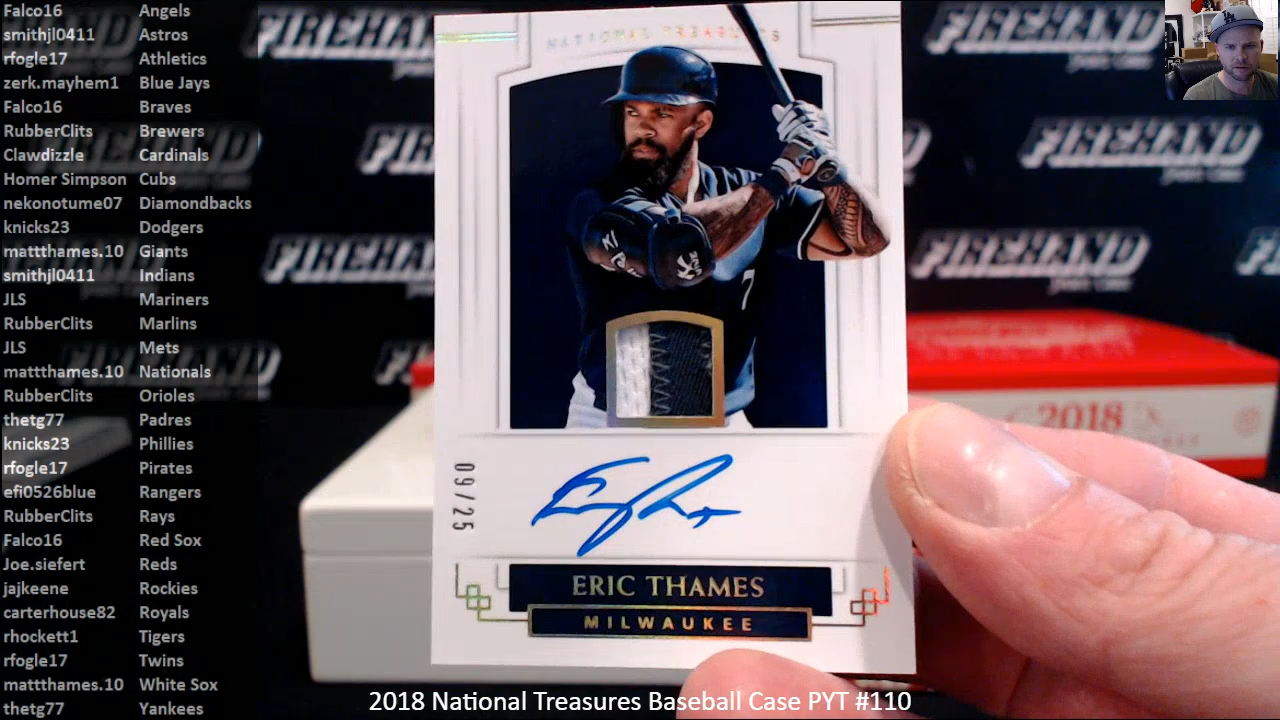 Falco16 Angels
smithjl0411 Astros
rfogle17 Athletics
zerk.mayhem1 Blue Jays
Falco16 Braves
RubberClits Brewers
Clawdizzle Cardinals
Homer Simpson Cubs
nekonotume07 Diamondbacks
knicks23 Dodgers
mattthames.10 Giants
smithjl0411 Indians
JLS Mariners
RubberClits Marlins
JLS Mets
mattthames.10 Nationals
RubberClits Orioles
thetg77 Padres
knicks23 Phillies
rfogle17 Pirates
efi0526blue Rangers
RubberClits Rays
Falco16 Red Sox
Joe.siefert Reds
jajkeene Rockies
carterhouse82 Royals
rhockett1 Tigers
rfogle17 Twins
mattthames.10 White Sox
thetg77 Yankees
NATIONAL TREASURES
7
09/25
ERIC THAMES
MILWAUKEE
FIREHAND
FIREHAND
FIREHAND
FIREHAND
2018
2018 National Treasures Baseball Case PYT #110